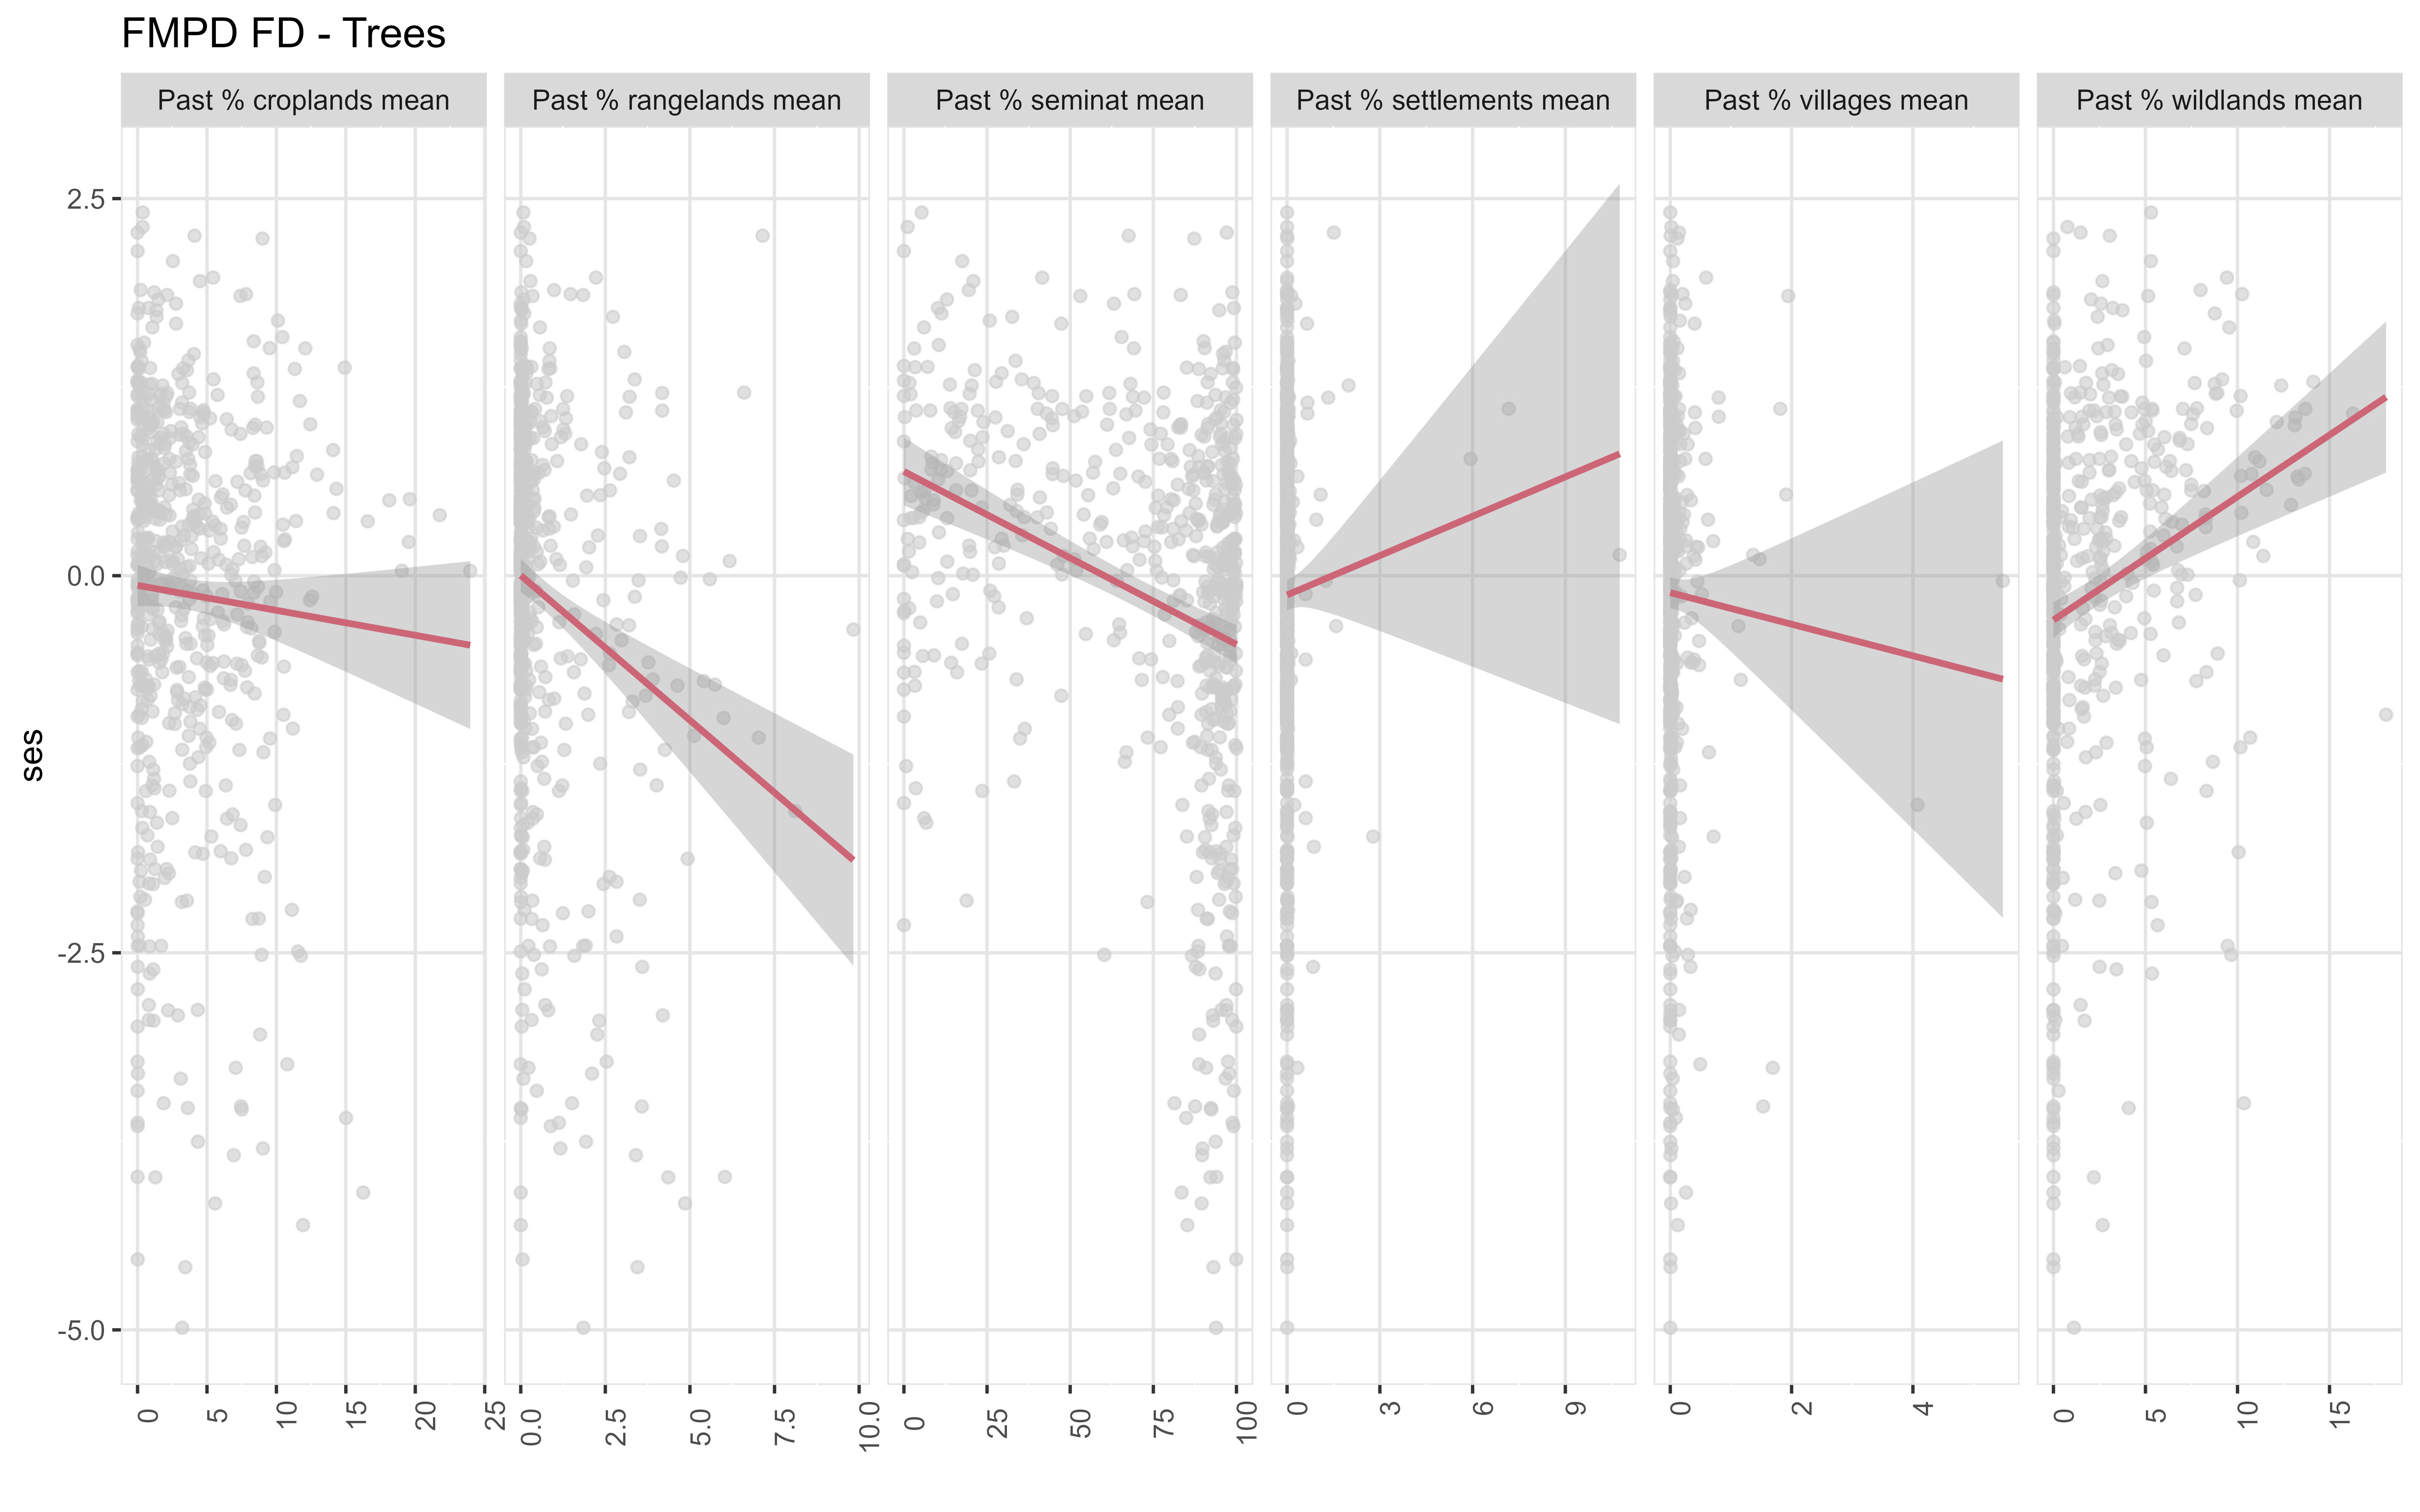 FMPD FD - Trees
Past % croplands mean
Past % rangelands mean
Past % seminat mean
Past % settlements mean
Past % villages mean
Past % wildlands mean
ses
2.5
0.0
-2.5
-5.0
0 5 10 15 20 25
0.0 2.5 5.0 7.5 10.0
0 25 50 75 100
0 3 6 9
0 2 4
0 5 10 15